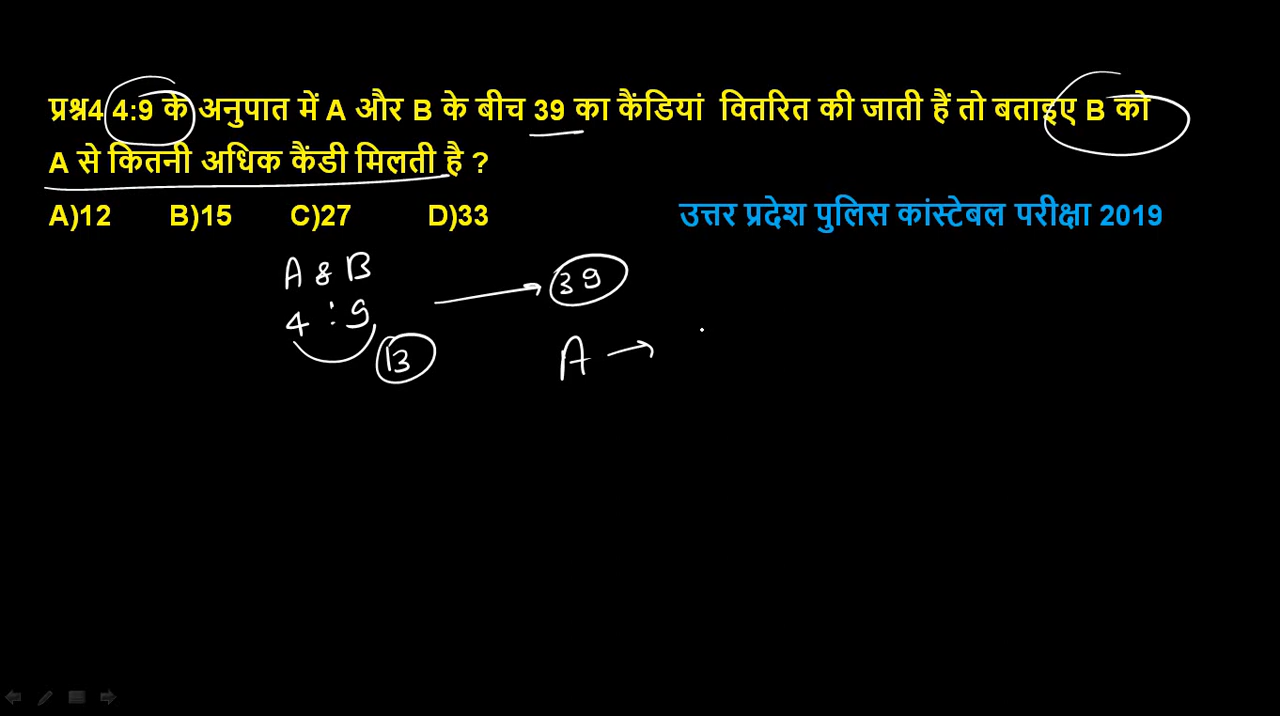 प्रश्न4 4:9 के अनुपात में A और B के बीच 39 का कैंडियां वितरित की जाती हैं तो बताइए B को
A से कितनी अधिक कैंडी मिलती है ?
A)12 B)15 C)27 D)33 उत्तर प्रदेश पुलिस कांस्टेबल परीक्षा 2019
A & B
4 : 9 → 39
13 A →